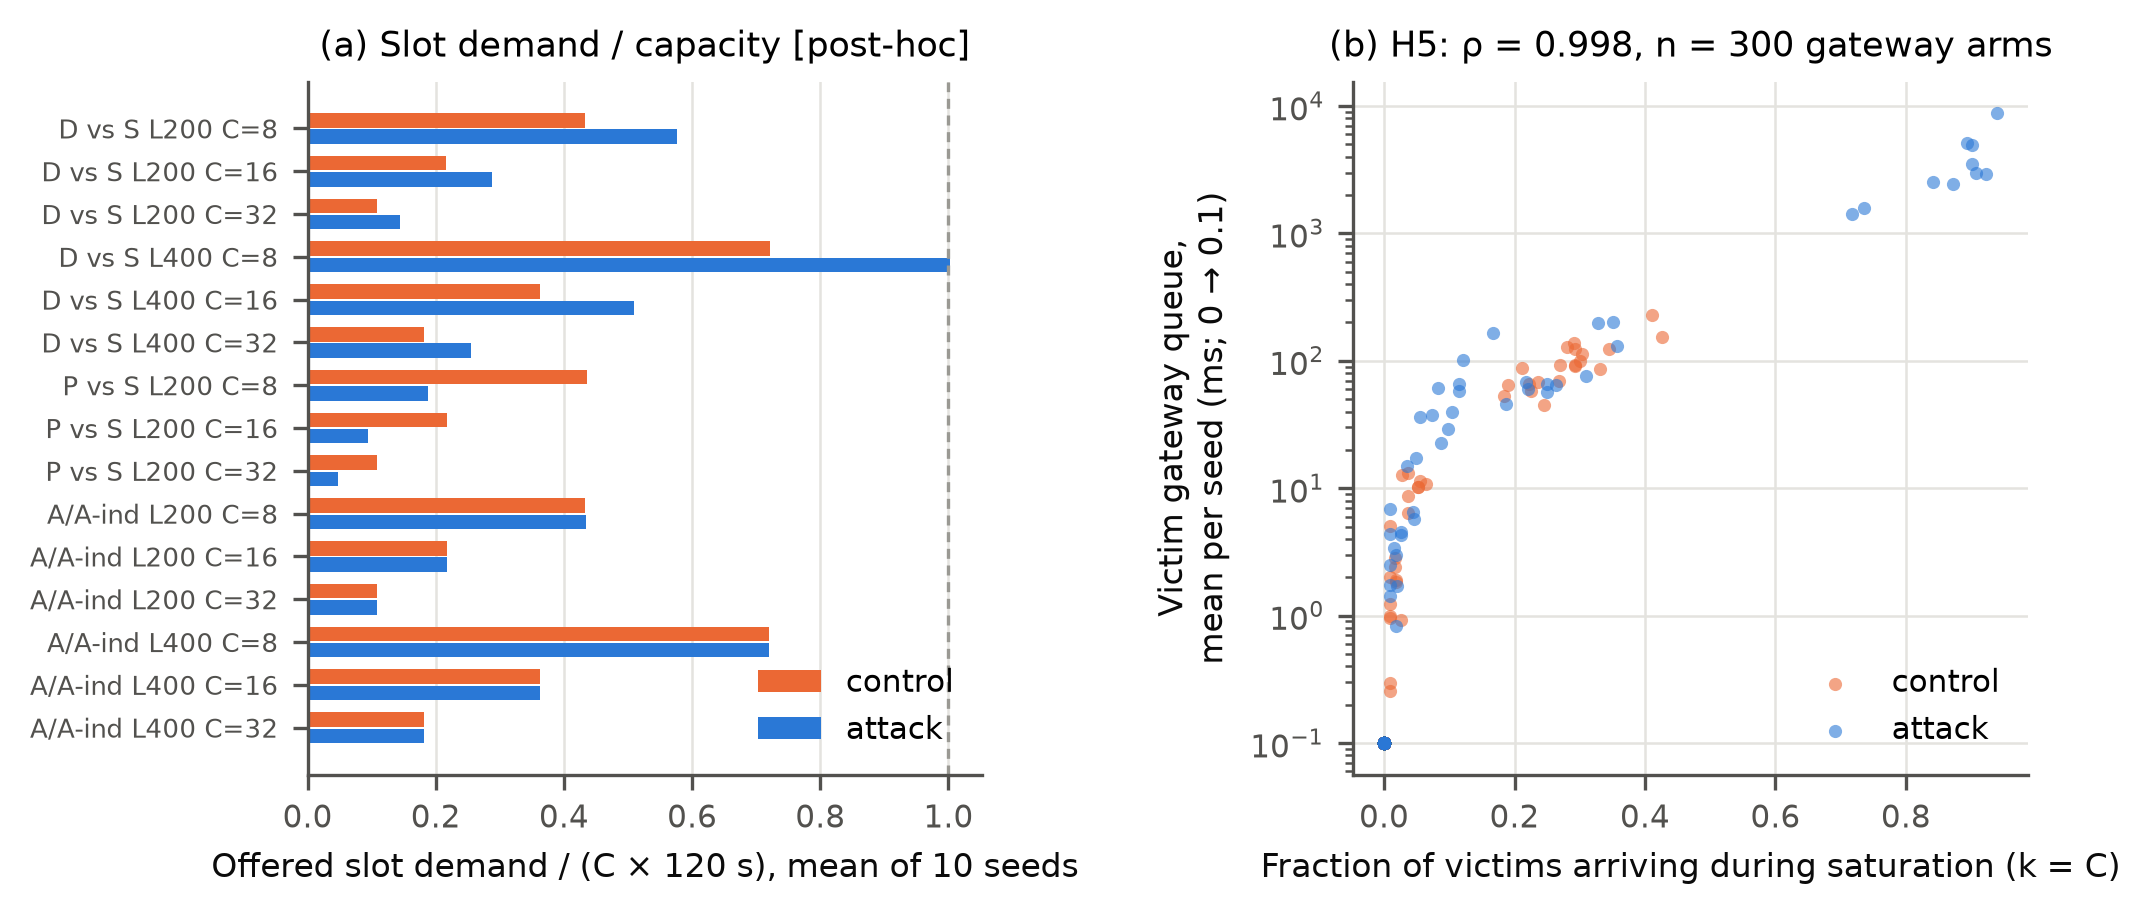 (a) Slot demand / capacity [post-hoc]
D vs S L200 C=8
D vs S L200 C=16
D vs S L200 C=32
D vs S L400 C=8
D vs S L400 C=16
D vs S L400 C=32
P vs S L200 C=8
P vs S L200 C=16
P vs S L200 C=32
A/A-ind L200 C=8
A/A-ind L200 C=16
A/A-ind L200 C=32
A/A-ind L400 C=8
A/A-ind L400 C=16
A/A-ind L400 C=32
control
attack
0.0 0.2 0.4 0.6 0.8 1.0
Offered slot demand / (C × 120 s), mean of 10 seeds
(b) H5: ρ = 0.998, n = 300 gateway arms
Victim gateway queue,
mean per seed (ms; 0 → 0.1)
10⁴
10³
10²
10¹
10⁰
10⁻¹
control
attack
0.0 0.2 0.4 0.6 0.8
Fraction of victims arriving during saturation (k = C)